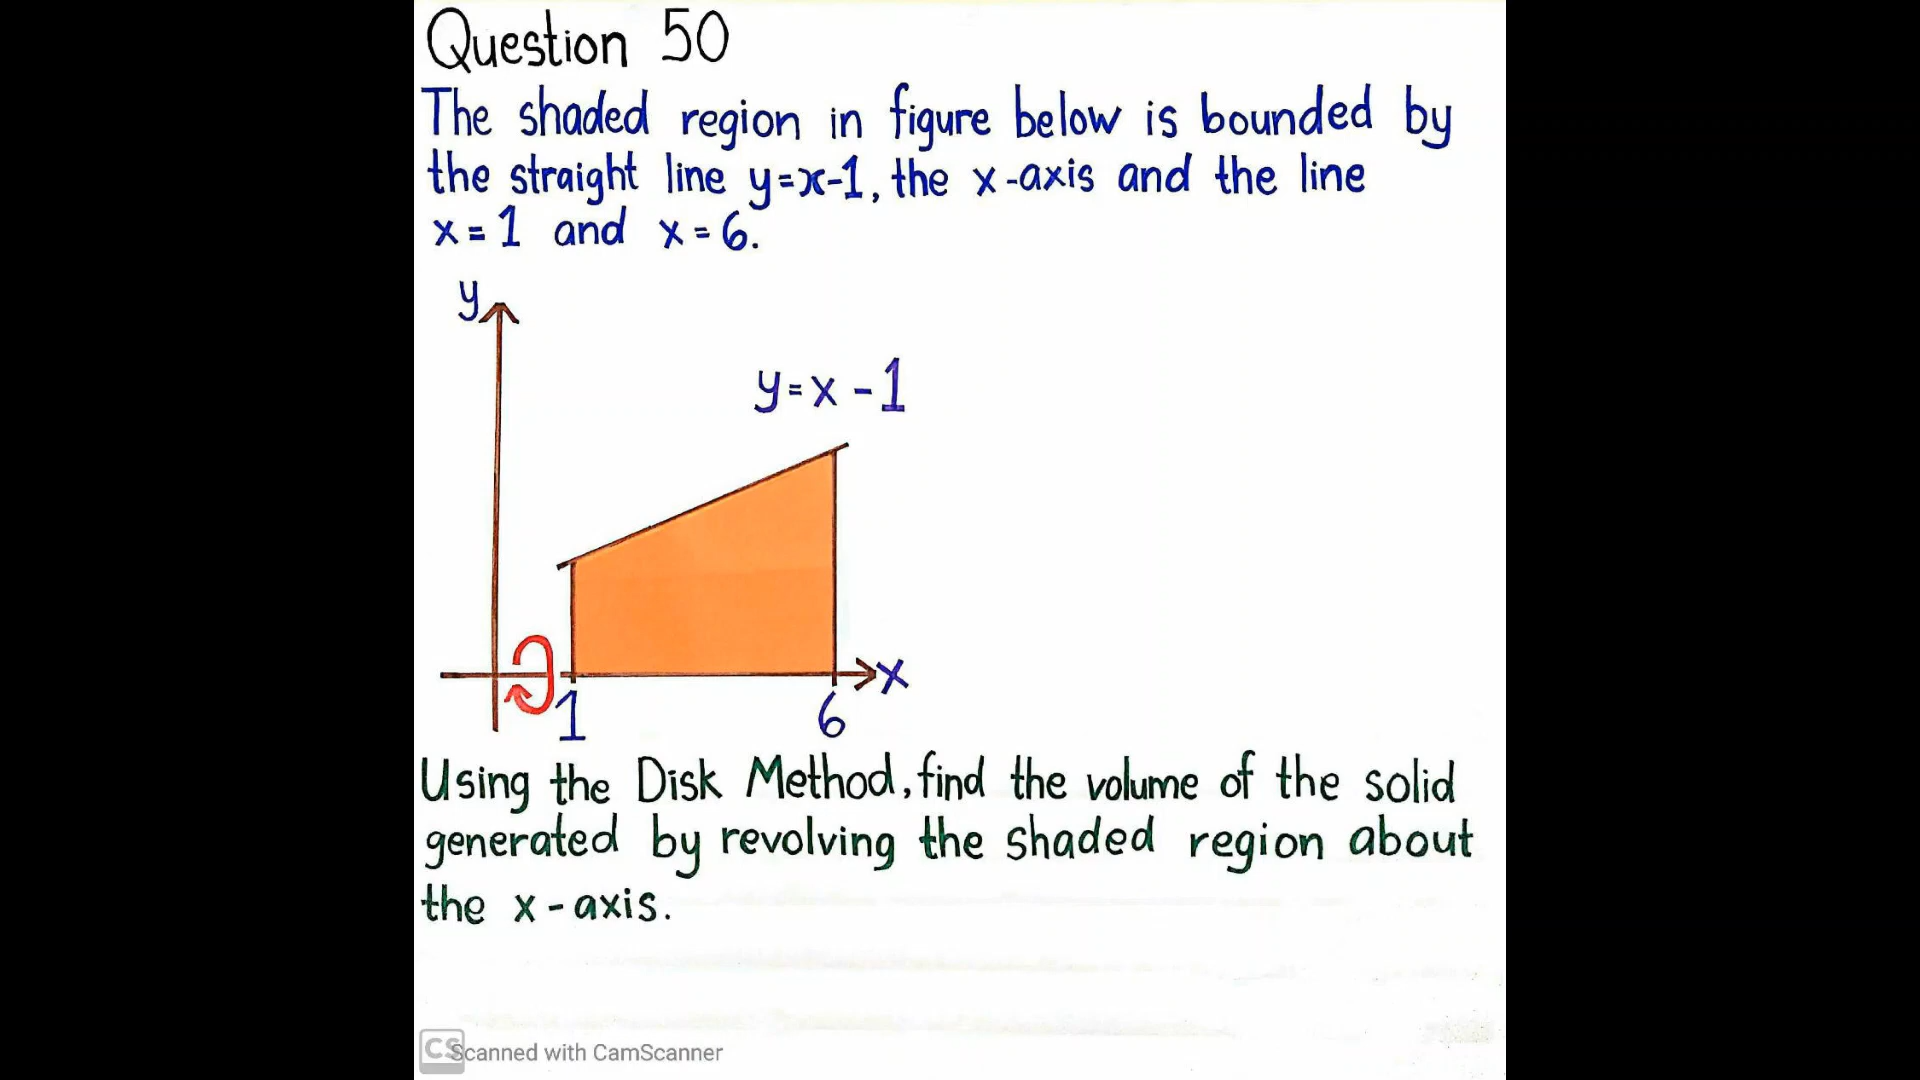 Question 50
The shaded region in figure below is bounded by
the straight line y=x-1, the x-axis and the line
x=1 and x=6.
y
y=x-1
x
1
6
Using the Disk Method, find the volume of the solid
generated by revolving the shaded region about
the x-axis.
CS Scanned with CamScanner